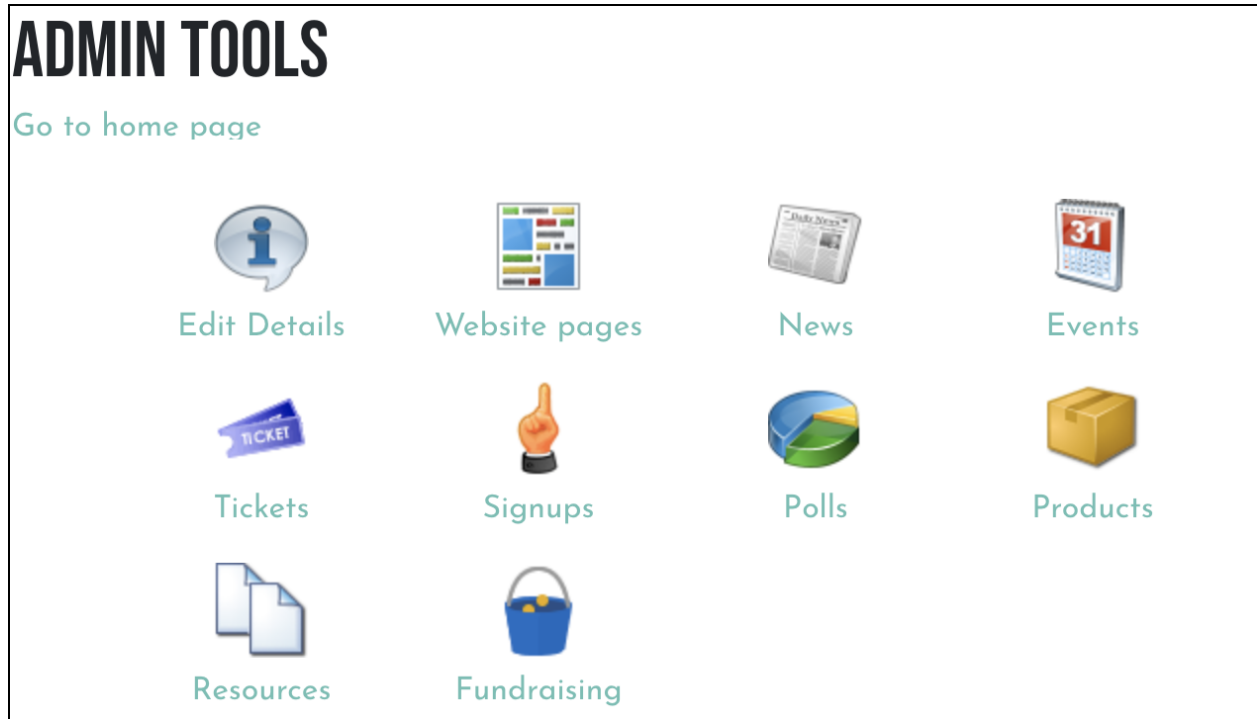 ADMIN TOOLS
Go to home page
Daily News
31
Edit Details
Website pages
News
Events
TICKET
Tickets
Signups
Polls
Products
Resources
Fundraising